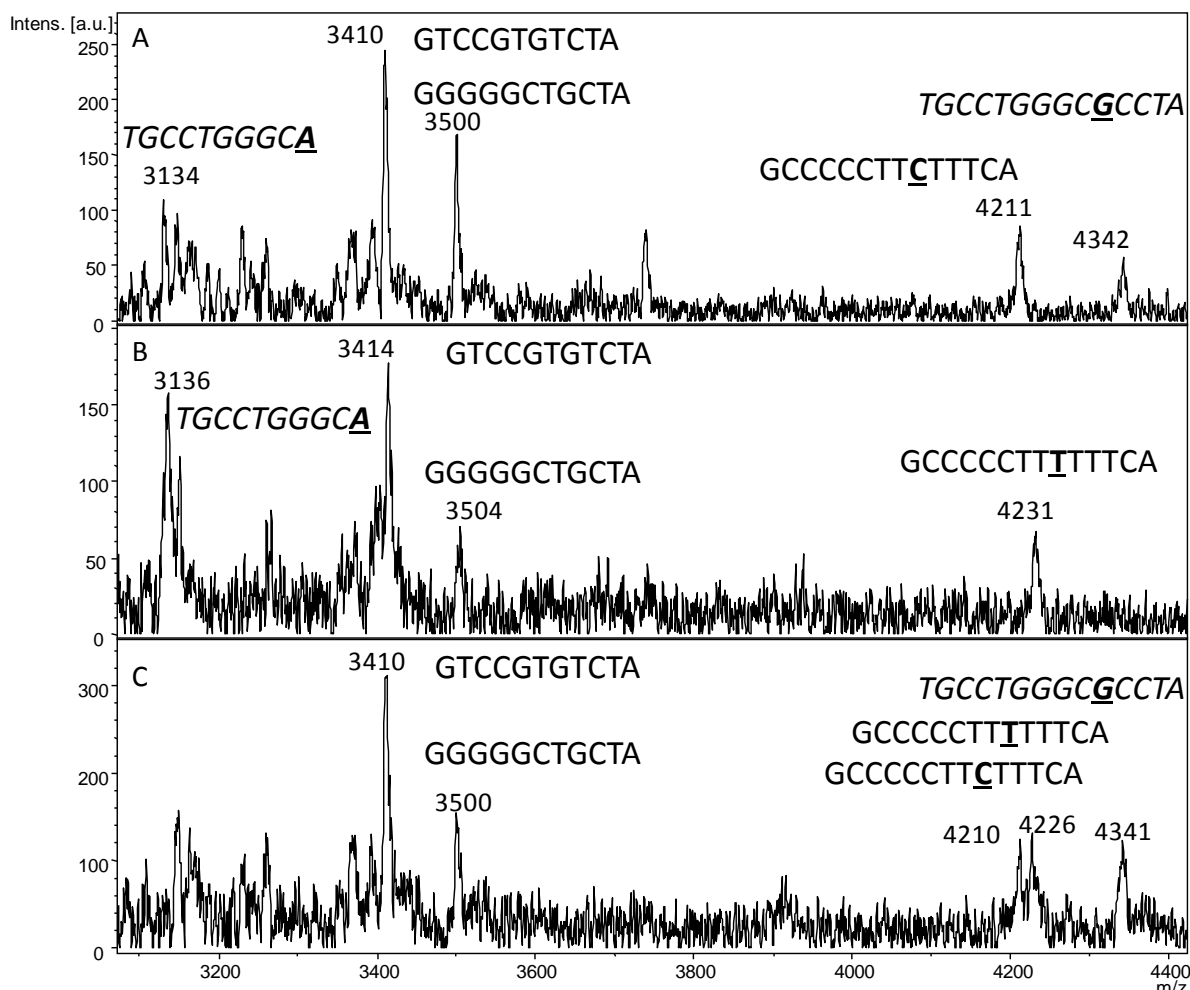 Intens. [a.u.]
A
3410
GTCCGTGTCTA
GGGGGCTGCTA
3500
TGCCTGGGCGCCTA
TGCCTGGGCA
3134
GCCCCCTTCTTTCA
4211
4342
250
200
150
100
50
0
B
3414
GTCCGTGTCTA
3136
TGCCTGGGCA
GGGGGCTGCTA
3504
GCCCCCTTTTTTCA
4231
150
100
50
0
C
3410
GTCCGTGTCTA
TGCCTGGGCGCCTA
GCCCCCTTTTTTCA
GGGGGCTGCTA
GCCCCCTTCTTTCA
3500
4210
4226
4341
300
200
100
0
3200
3400
3600
3800
4000
4200
4400
m/z